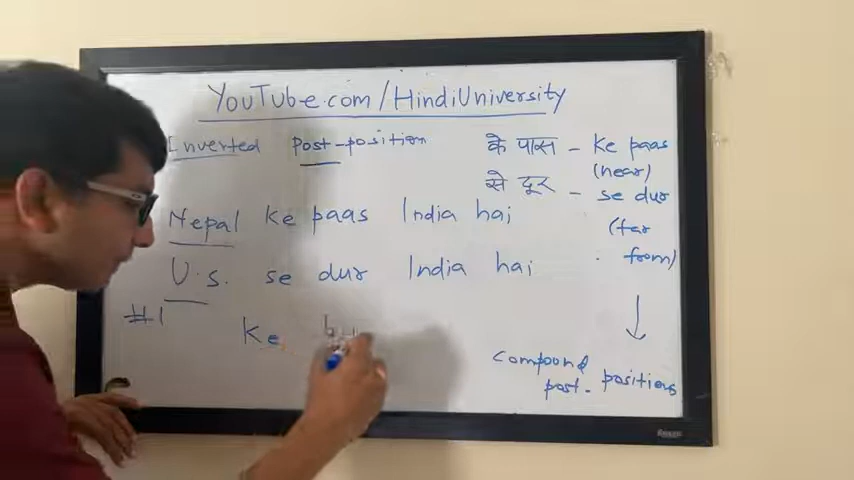 YouTube.com/HindiUniversity
Inverted Post-position
के पास - Ke paas
(near)
से दूर - se dur
(far
from)
Nepal Ke paas India hai
U.S. se dur India hai
#1
Ke
Compound
post-positions